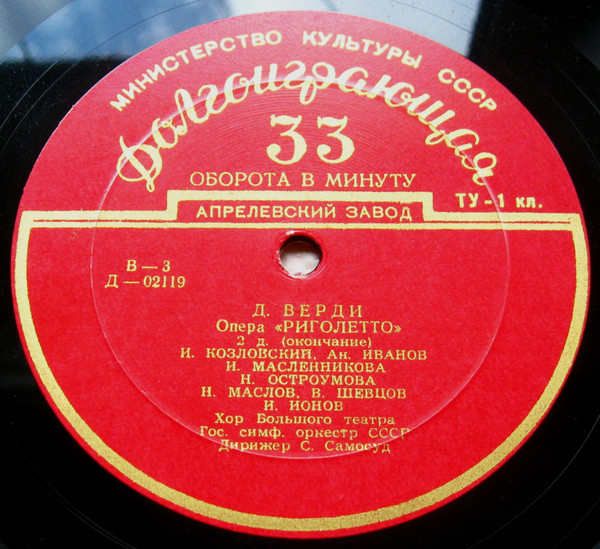 МИНИСТЕРСТВО КУЛЬТУРЫ СССР
Долгоиграющая
33
ОБОРОТА В МИНУТУ
ТУ-1 кл.
АПРЕЛЕВСКИЙ ЗАВОД
В—3
Д—02119
Д. ВЕРДИ
Опера «РИГОЛЕТТО»
2 д. (окончание)
И. КОЗЛОВСКИЙ, Ан. ИВАНОВ
И. МАСЛЕННИКОВА
Н. ОСТРОУМОВА
Н. МАСЛОВ, В. ШЕВЦОВ
И. ИОНОВ
Хор Большого театра
Гос. симф. оркестр СССР
Дирижер С. Самосуд